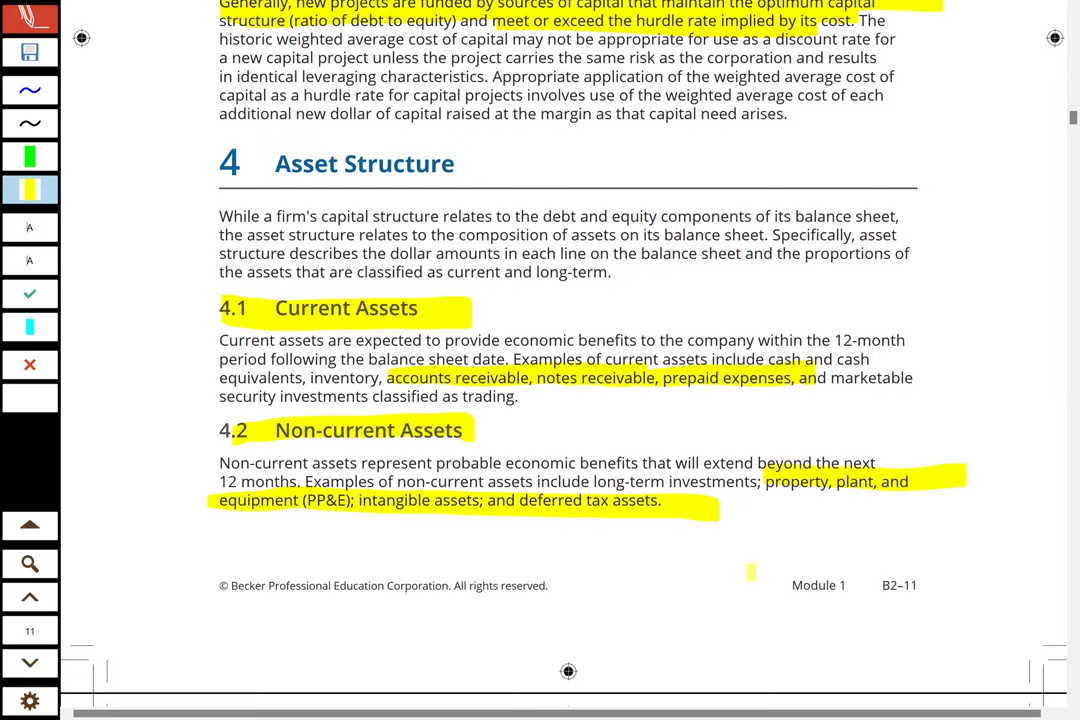 Generally, new projects are funded by sources of capital that maintain the optimum capital
structure (ratio of debt to equity) and meet or exceed the hurdle rate implied by its cost. The
historic weighted average cost of capital may not be appropriate for use as a discount rate for
a new capital project unless the project carries the same risk as the corporation and results
in identical leveraging characteristics. Appropriate application of the weighted average cost of
capital as a hurdle rate for capital projects involves use of the weighted average cost of each
additional new dollar of capital raised at the margin as that capital need arises.
4 Asset Structure
While a firm's capital structure relates to the debt and equity components of its balance sheet,
the asset structure relates to the composition of assets on its balance sheet. Specifically, asset
structure describes the dollar amounts in each line on the balance sheet and the proportions of
the assets that are classified as current and long-term.
4.1 Current Assets
Current assets are expected to provide economic benefits to the company within the 12-month
period following the balance sheet date. Examples of current assets include cash and cash
equivalents, inventory, accounts receivable, notes receivable, prepaid expenses, and marketable
security investments classified as trading.
4.2 Non-current Assets
Non-current assets represent probable economic benefits that will extend beyond the next
12 months. Examples of non-current assets include long-term investments; property, plant, and
equipment (PP&E); intangible assets; and deferred tax assets.
© Becker Professional Education Corporation. All rights reserved. Module 1 B2–11
A
A
11